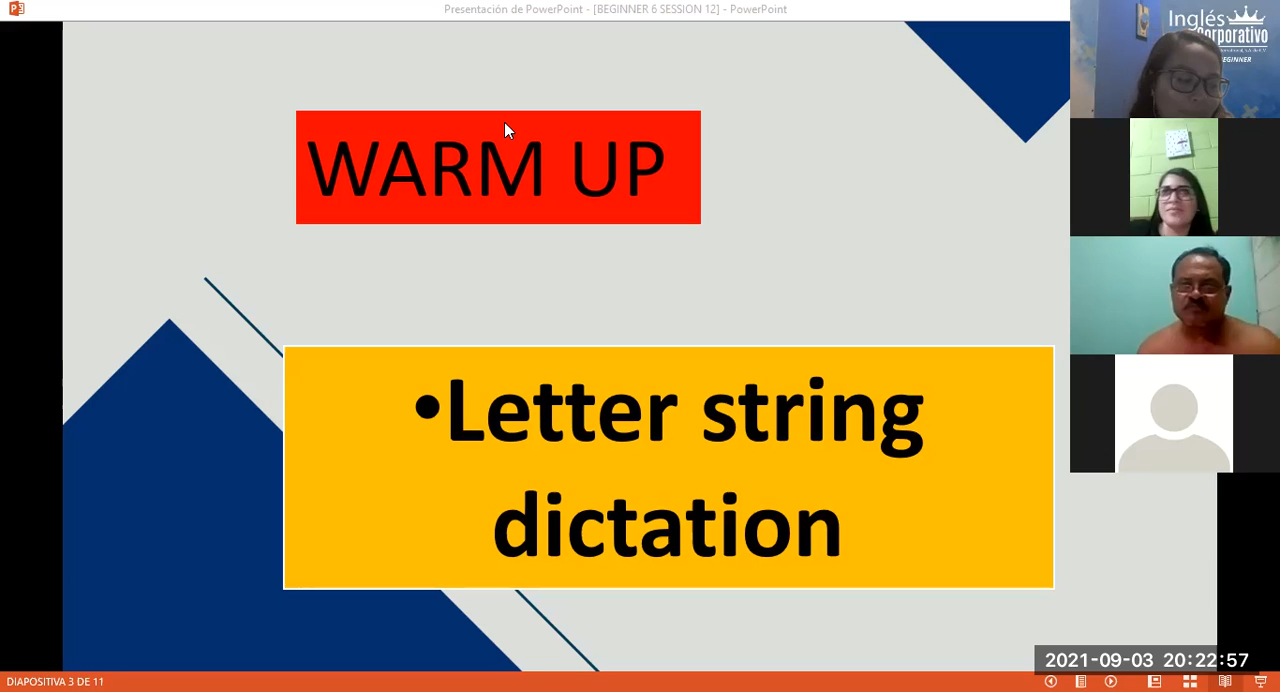 Presentación de PowerPoint - [BEGINNER 6 SESSION 12] - PowerPoint
Inglés
Corporativo
BEGINNER
WARM UP
•Letter string
dictation
2021-09-03 20:22:57
DIAPOSITIVA 3 DE 11